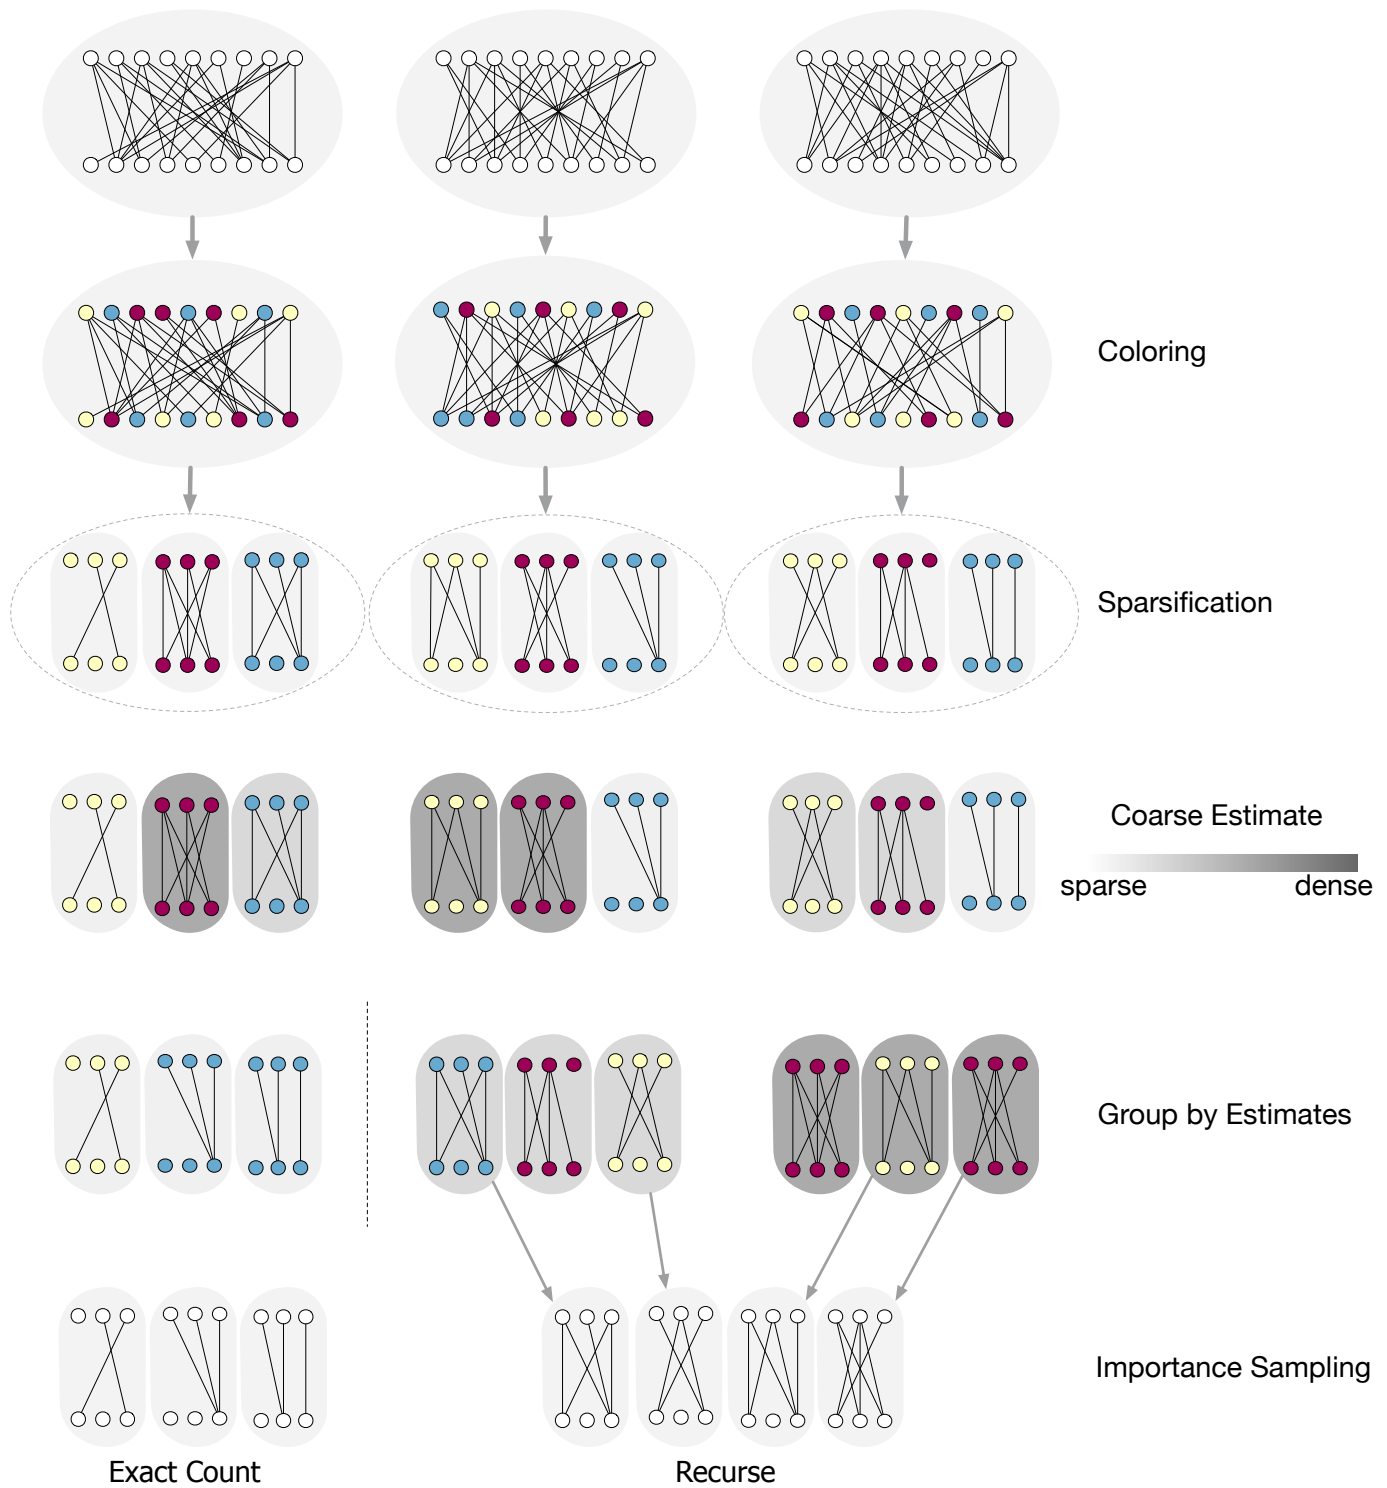 Coloring
Sparsification
Coarse Estimate
sparse
dense
Group by Estimates
Importance Sampling
Exact Count
Recurse